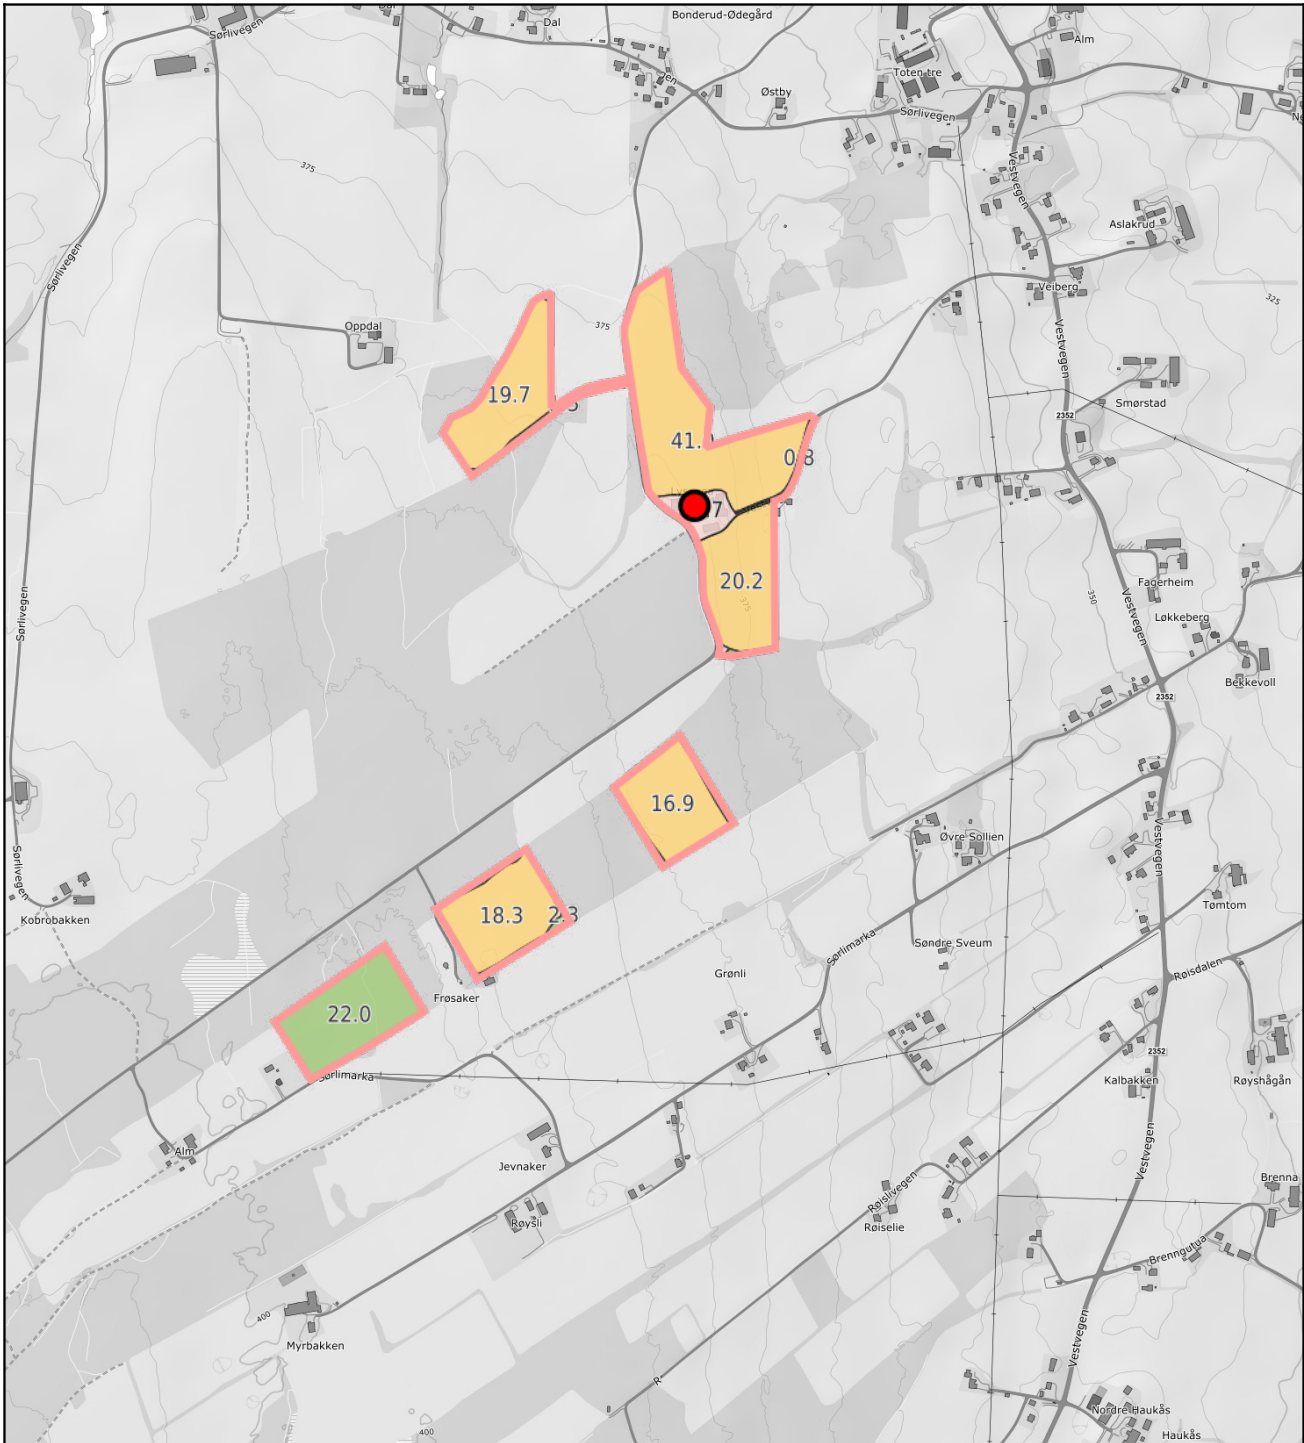 Bonderud-Ødegård
Dal
Sørlivegen
Alm
Toten tre
Østby
Sørlivegen
Vestvegen
375
Aslakrud
Sørlivegen
Veiberg
325
375
Oppdal
Vestvegen
19.7
Smørstad
2352
41.
0.8
7
20.2
375
Fagerheim
350
Vestvegen
Sørlivegen
Løkkeberg
Bekkevoll
2352
16.9
Øvre Sollien
Vestvegen
Sørlivegen
Tømtom
18.3
2.3
Kobrobakken
Søndre Sveum
Sørlimarka
Røisdalen
Grønli
Frøsaker
22.0
2352
Sørlimarka
Kalbakken
Røyshågån
Alm
Vestvegen
Jevnaker
Brenna
Røislivegen
Røysli
Røiselie
Brenngutua
400
Myrbakken
Vestvegen
Nordre Haukås
400
Haukås